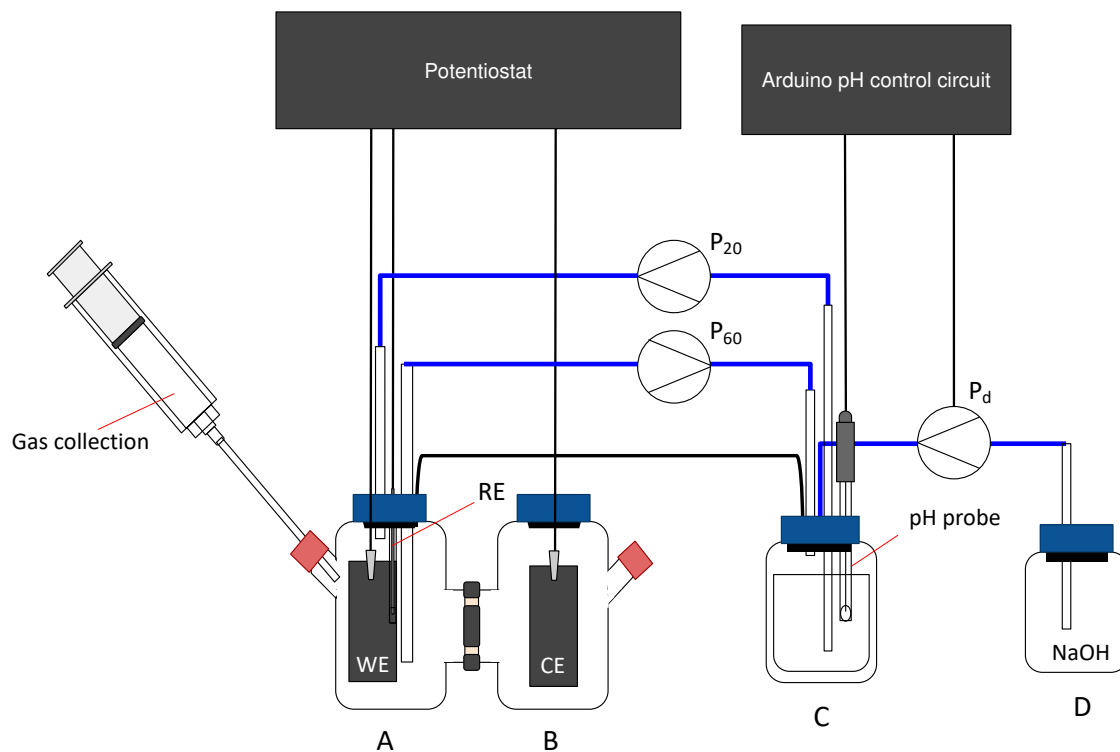 Potentiostat
Arduino pH control circuit
P20
P60
Pd
Gas collection
RE
pH probe
WE
CE
NaOH
A
B
C
D